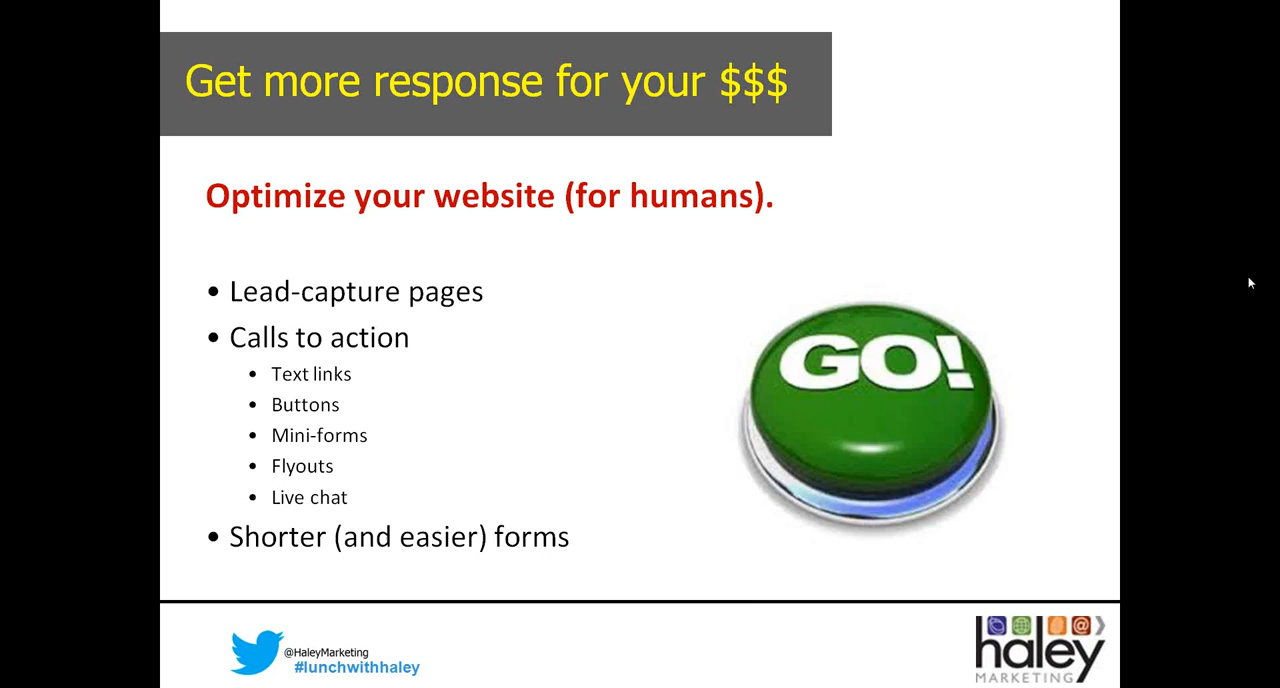 Get more response for your $$$
Optimize your website (for humans).
• Lead-capture pages
• Calls to action
• Text links
• Buttons
• Mini-forms
• Flyouts
• Live chat
• Shorter (and easier) forms
GO!
@HaleyMarketing
#lunchwithhaley
@
haley
MARKETING